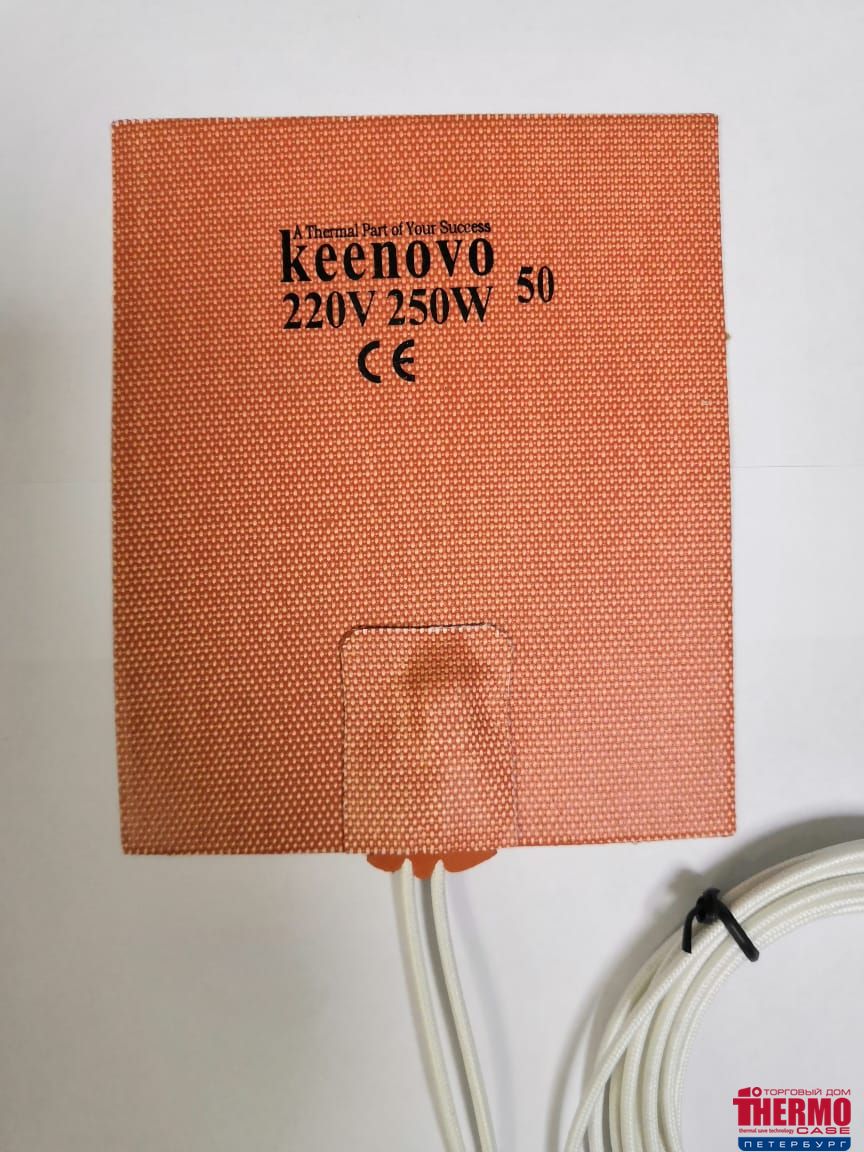 A Thermal Part of Your Success
keenovo
220V 250W 50
CE
ТОРГОВЫЙ ДОМ
THERMO
thermal save technology CASE
ПЕТЕРБУРГ